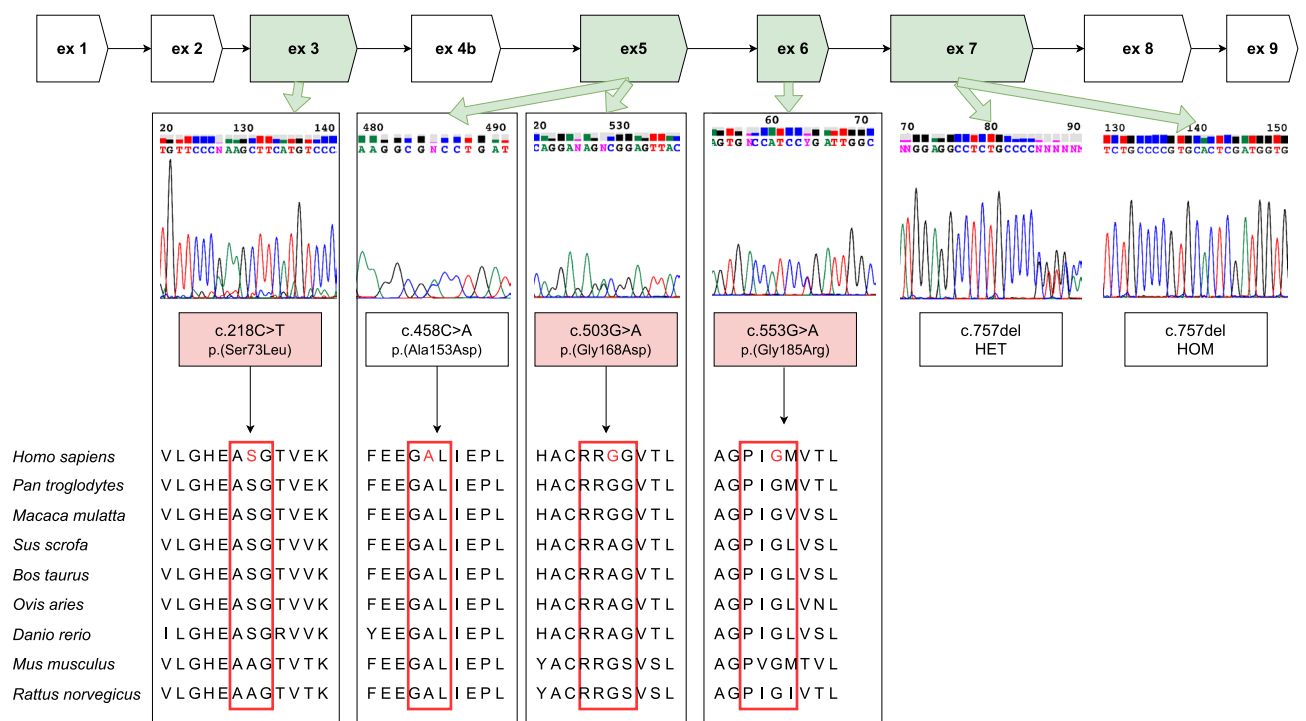 ex 1 ex 2 ex 3 ex 4b ex5 ex 6 ex 7 ex 8 ex 9
20 130 140
TGTTCCCNAAGCTTCATGTCCC
480 490
AAGGCGNCCTGAT
20 530
CAGGANAGNCGGAGTTAC
60 70
AGTGNCCATCCYGATTGGC
70 80 90
NNGGAGGCCTCTGCCCCNNNNNN
130 140 150
TCTGCCCCGTGCACTCGATGGTG
c.218C>T
p.(Ser73Leu)
c.458C>A
p.(Ala153Asp)
c.503G>A
p.(Gly168Asp)
c.553G>A
p.(Gly185Arg)
c.757del
HET
c.757del
HOM
Homo sapiens VLGHEASGTVEK FEEGALIEPL HACRRGGVTL AGPIGMVTL
Pan troglodytes VLGHEASGTVEK FEEGALIEPL HACRRGGVTL AGPIGMVTL
Macaca mulatta VLGHEASGTVEK FEEGALIEPL HACRRGGVTL AGPIGVVSL
Sus scrofa VLGHEASGTVVK FEEGALIEPL HACRRAGVTL AGPIGLVSL
Bos taurus VLGHEASGTVVK FEEGALIEPL HACRRAGVTL AGPIGLVSL
Ovis aries VLGHEASGTVVK FEEGALIEPL HACRRAGVTL AGPIGLVNL
Danio rerio ILGHEASGRVVK YEEGALIEPL HACRRAGVTL AGPIGLVSL
Mus musculus VLGHEAAGTVTK FEEGALIEPL YACRRGSVSL AGPVGMTVL
Rattus norvegicus VLGHEAAGTVTK FEEGALIEPL YACRRGSVSL AGPIGIVTL